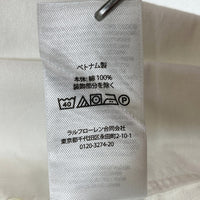 ベトナム製
本体: 綿 100%
装飾部分を除く
40 P
ラルフローレン合同会社
東京都千代田区永田町2-10-1
0120-3274-20